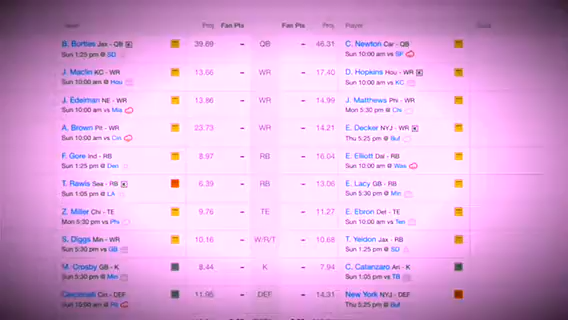 Proj Fan Pts Fan Pts Proj Player
B. Bortles Jax - QB 39.89 - QB - 46.31 C. Newton Car - QB
Sun 1:25 pm @ SD Sun 10:00 am vs SF
J. Maclin KC - WR 13.66 - WR - 17.40 D. Hopkins Hou - WR
Sun 10:00 am @ Hou Sun 10:00 am vs KC
J. Edelman NE - WR 13.86 - WR - 14.99 J. Matthews Phi - WR
Sun 10:00 am vs Mia Mon 5:30 pm @ Chi
A. Brown Pit - WR 23.73 - WR - 14.21 E. Decker NYJ - WR
Sun 10:00 am vs Cin Thu 5:25 pm @ Buf
F. Gore Ind - RB 8.97 - RB - 16.04 E. Elliott Dal - RB
Sun 1:25 pm @ Den Sun 10:00 am @ Was
T. Rawls Sea - RB 6.39 - RB - 13.06 E. Lacy GB - RB
Sun 1:05 pm @ LA Sun 5:30 pm @ Min
Z. Miller Chi - TE 9.76 - TE - 11.27 E. Ebron Det - TE
Mon 5:30 pm vs Phi Sun 10:00 am vs Ten
S. Diggs Min - WR 10.16 - W/R/T - 10.68 T. Yeldon Jax - RB
Sun 5:30 pm vs GB Sun 1:25 pm @ SD
M. Crosby GB - K 8.44 - K - 7.94 C. Catanzaro Ari - K
Sun 5:30 pm @ Min Sun 1:05 pm vs TB
Cincinnati Cin - DEF 11.95 - DEF - 14.31 New York NYJ - DEF
Sun 10:00 am @ Pit Thu 5:25 pm @ Buf